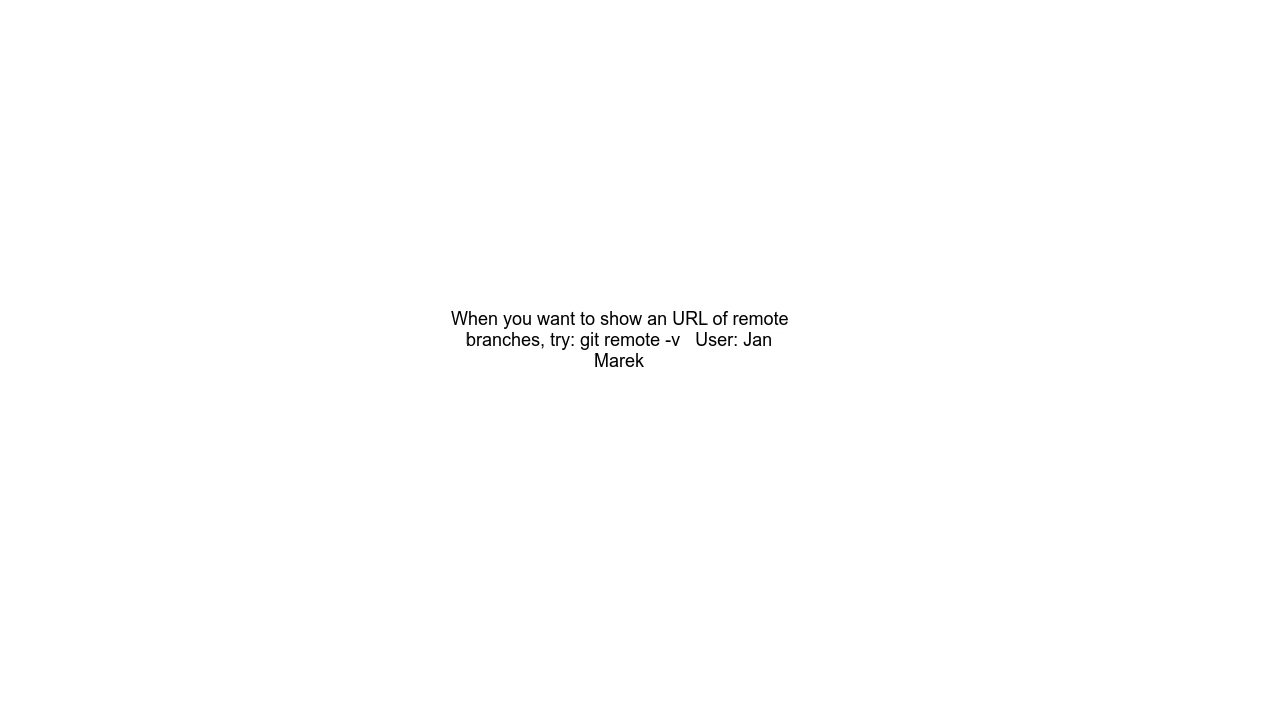 When you want to show an URL of remote
branches, try: git remote -v   User: Jan
Marek